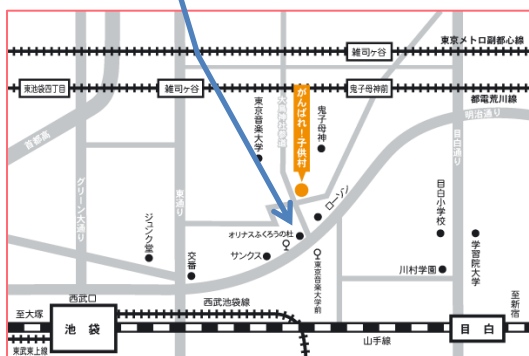 東京メトロ副都心線
雑司ヶ谷
東池袋四丁目
雑司ヶ谷
鬼子母神前
都電荒川線
明治通り
首都高
グリーン大通り
東通り
東京音楽大学
がんばれ！子供村
鬼子母神
目白通り
ローソン
オリナスふくろうの杜
サンクス
東京音楽大学前
目白小学校
学習院大学
川村学園
ジュンク堂
交番
西武口
至大塚
池袋
西武池袋線
東武東上線
山手線
目白
至新宿